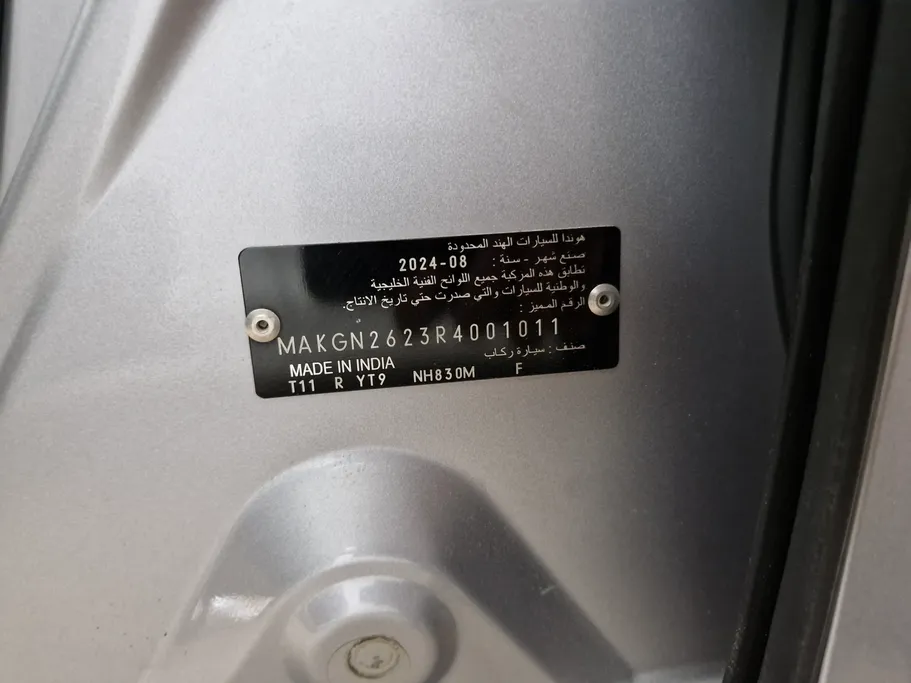 هوندا للسيارات الهند المحدودة
صنع شهر - سنة : 2024-08
تطابق هذه المركبة جميع اللوائح الفنية الخليجية
والوطنية للسيارات والتي صدرت حتي تاريخ الانتاج.
الرقم المميز :
MAKGN2623R4001011
صنف : سيارة ركاب
MADE IN INDIA
T11 R YT9 NH830M F